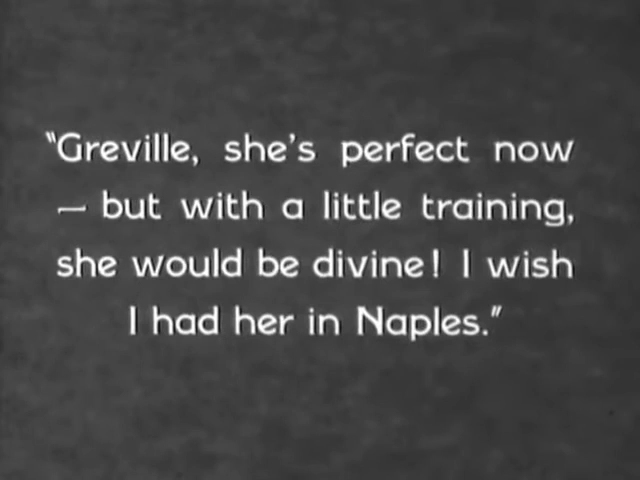 "Greville, she's perfect now
— but with a little training,
she would be divine! I wish
I had her in Naples."